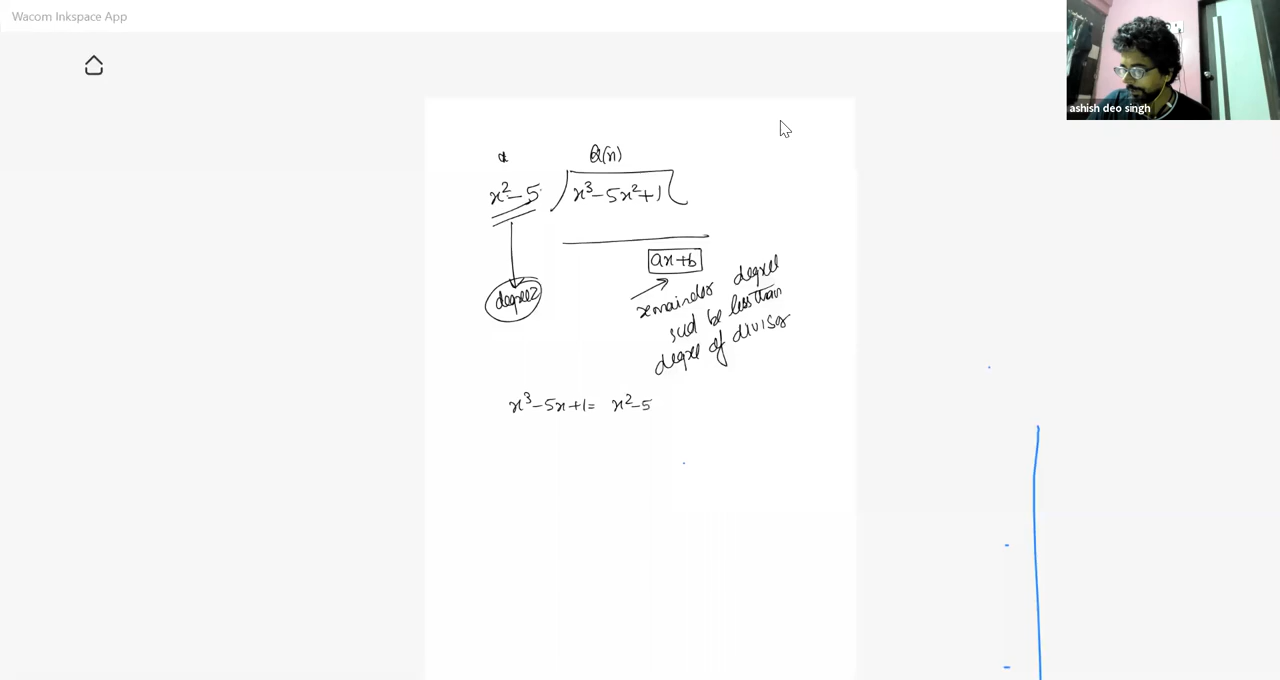 Wacom Inkspace App
ashish deo singh
Q(x)
x²-5 x³-5x²+1
ax+b
degree2
remainder degree
sud be less than
degree of divisor
x³-5x+1= x²-5